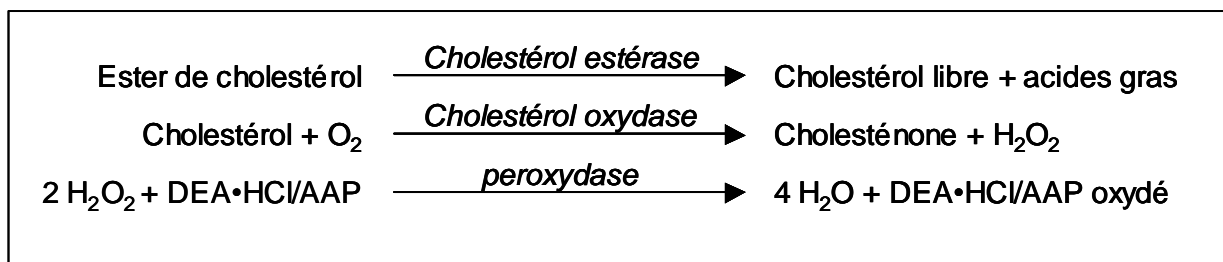 Ester de cholestérol Cholestérol estérase Cholestérol libre + acides gras
Cholestérol + O₂ Cholestérol oxydase Cholesténone + H₂O₂
2 H₂O₂ + DEA•HCl/AAP peroxydase 4 H₂O + DEA•HCl/AAP oxydé